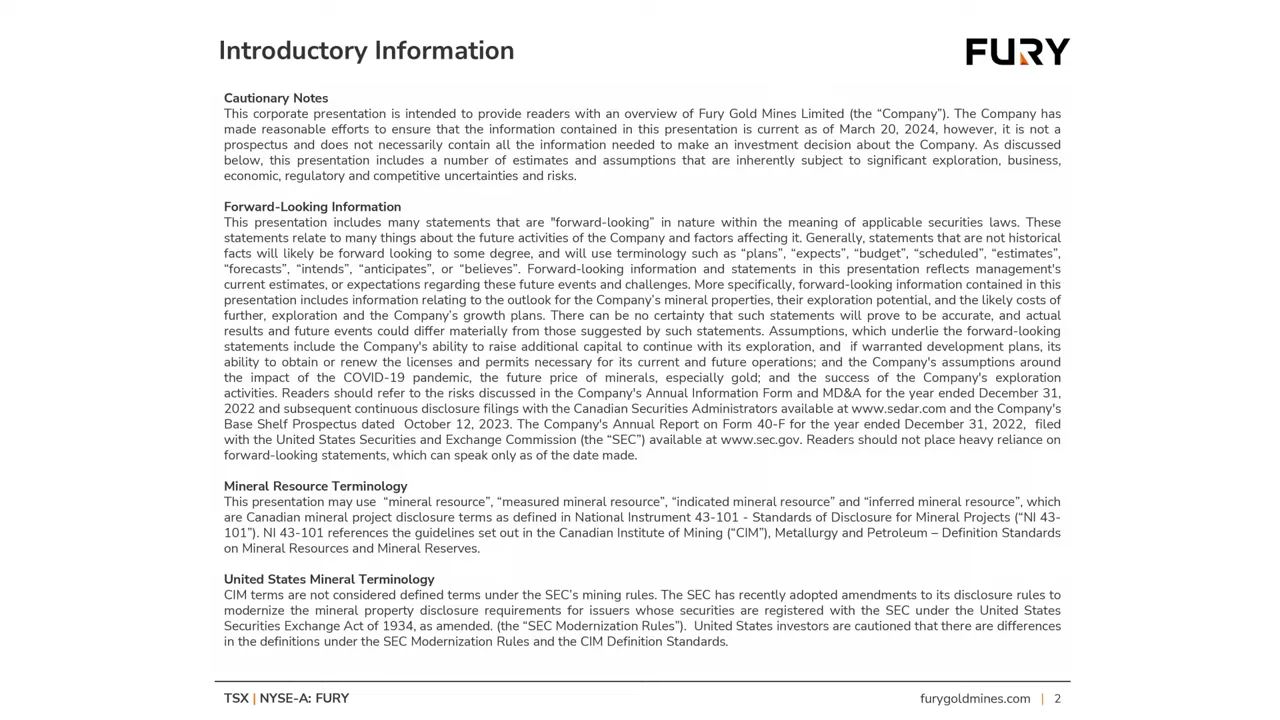 Introductory Information
FURY
Cautionary Notes
This corporate presentation is intended to provide readers with an overview of Fury Gold Mines Limited (the “Company”). The Company has
made reasonable efforts to ensure that the information contained in this presentation is current as of March 20, 2024, however, it is not a
prospectus and does not necessarily contain all the information needed to make an investment decision about the Company. As discussed
below, this presentation includes a number of estimates and assumptions that are inherently subject to significant exploration, business,
economic, regulatory and competitive uncertainties and risks.
Forward-Looking Information
This presentation includes many statements that are "forward-looking” in nature within the meaning of applicable securities laws. These
statements relate to many things about the future activities of the Company and factors affecting it. Generally, statements that are not historical
facts will likely be forward looking to some degree, and will use terminology such as “plans”, “expects”, “budget”, “scheduled”, “estimates”,
“forecasts”, “intends”, “anticipates”, or “believes”. Forward-looking information and statements in this presentation reflects management's
current estimates, or expectations regarding these future events and challenges. More specifically, forward-looking information contained in this
presentation includes information relating to the outlook for the Company’s mineral properties, their exploration potential, and the likely costs of
further, exploration and the Company’s growth plans. There can be no certainty that such statements will prove to be accurate, and actual
results and future events could differ materially from those suggested by such statements. Assumptions, which underlie the forward-looking
statements include the Company's ability to raise additional capital to continue with its exploration, and if warranted development plans, its
ability to obtain or renew the licenses and permits necessary for its current and future operations; and the Company's assumptions around
the impact of the COVID-19 pandemic, the future price of minerals, especially gold; and the success of the Company's exploration
activities. Readers should refer to the risks discussed in the Company's Annual Information Form and MD&A for the year ended December 31,
2022 and subsequent continuous disclosure filings with the Canadian Securities Administrators available at www.sedar.com and the Company's
Base Shelf Prospectus dated October 12, 2023. The Company's Annual Report on Form 40-F for the year ended December 31, 2022, filed
with the United States Securities and Exchange Commission (the “SEC”) available at www.sec.gov. Readers should not place heavy reliance on
forward-looking statements, which can speak only as of the date made.
Mineral Resource Terminology
This presentation may use “mineral resource”, “measured mineral resource”, “indicated mineral resource” and “inferred mineral resource”, which
are Canadian mineral project disclosure terms as defined in National Instrument 43-101 - Standards of Disclosure for Mineral Projects (“NI 43-
101”). NI 43-101 references the guidelines set out in the Canadian Institute of Mining (“CIM”), Metallurgy and Petroleum – Definition Standards
on Mineral Resources and Mineral Reserves.
United States Mineral Terminology
CIM terms are not considered defined terms under the SEC’s mining rules. The SEC has recently adopted amendments to its disclosure rules to
modernize the mineral property disclosure requirements for issuers whose securities are registered with the SEC under the United States
Securities Exchange Act of 1934, as amended. (the “SEC Modernization Rules”). United States investors are cautioned that there are differences
in the definitions under the SEC Modernization Rules and the CIM Definition Standards.
TSX | NYSE-A: FURY
furygoldmines.com | 2